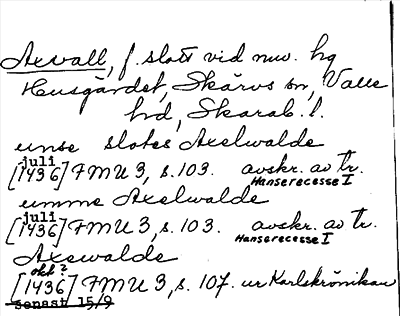 Axvall, f. slott vid nuv. hg
Husgärdet, Skärvs sn, Valle
hd, Skarab. l.
umse slotes Axelwalde
juli
[1436] FMU 3, s. 103. avskr. av tr.
Hanserecesse I
umme Axelwalde
juli
[1436] FMU 3, s. 103. avskr. av tr.
Hanserecesse I
Axewalde
okt?
[1436] FMU 3, s. 107. ur Karlskrönikan
senast 15/9